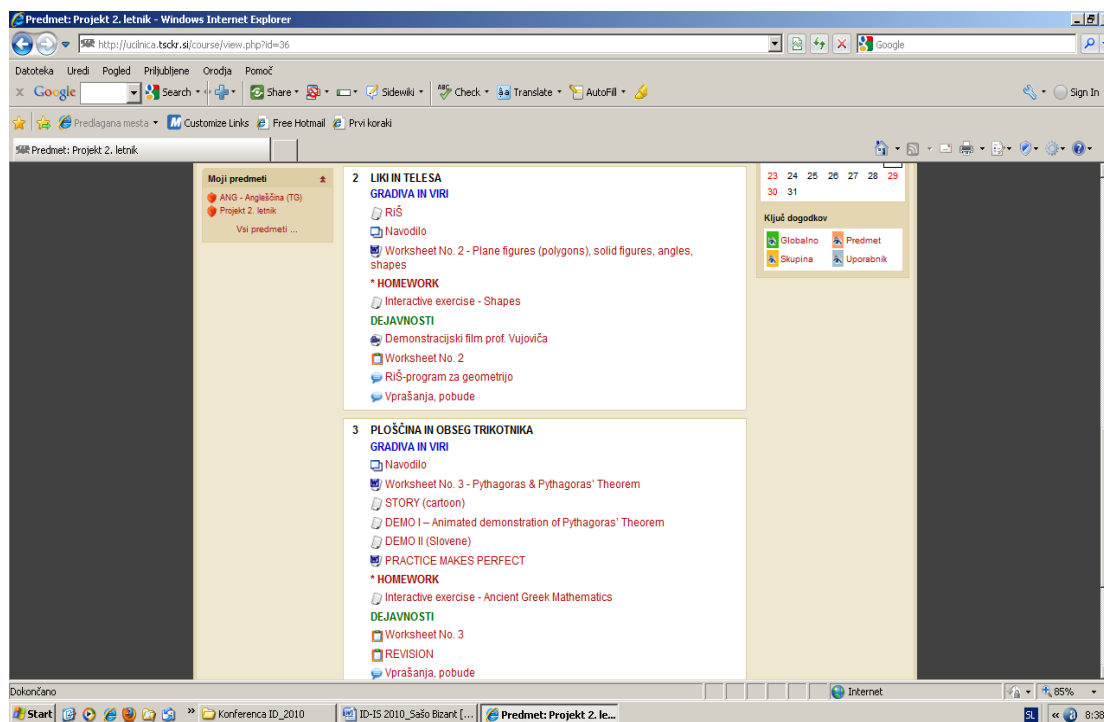 Predmet: Projekt 2. letnik - Windows Internet Explorer
http://ucilnica.tsckr.si/course/view.php?id=36
Google
Datoteka Uredi Pogled Priljubljene Orodja Pomoč
x Google Search Share Sidewiki Check Translate AutoFill Sign In
Predlagana mesta Customize Links Free Hotmail Prvi koraki
Predmet: Projekt 2. letnik
Moji predmeti
ANG - Angleščina (TG)
Projekt 2. letnik
Vsi predmeti ...
2 LIKI IN TELESA
GRADIVA IN VIRI
RiŠ
Navodilo
Worksheet No. 2 - Plane figures (polygons), solid figures, angles,
shapes
* HOMEWORK
Interactive exercise - Shapes
DEJAVNOSTI
Demonstracijski film prof. Vujoviča
Worksheet No. 2
RiŠ-program za geometrijo
Vprašanja, pobude
3 PLOŠČINA IN OBSEG TRIKOTNIKA
GRADIVA IN VIRI
Navodilo
Worksheet No. 3 - Pythagoras & Pythagoras' Theorem
STORY (cartoon)
DEMO I – Animated demonstration of Pythagoras' Theorem
DEMO II (Slovene)
PRACTICE MAKES PERFECT
* HOMEWORK
Interactive exercise - Ancient Greek Mathematics
DEJAVNOSTI
Worksheet No. 3
REVISION
Vprašanja, pobude
23 24 25 26 27 28 29
30 31
Ključ dogodkov
Globalno Predmet
Skupina Uporabnik
Dokončano Internet 85%
Start » Konferenca ID_2010 ID-IS 2010_Sašo Bizant [... Predmet: Projekt 2. le... SL « 8:38